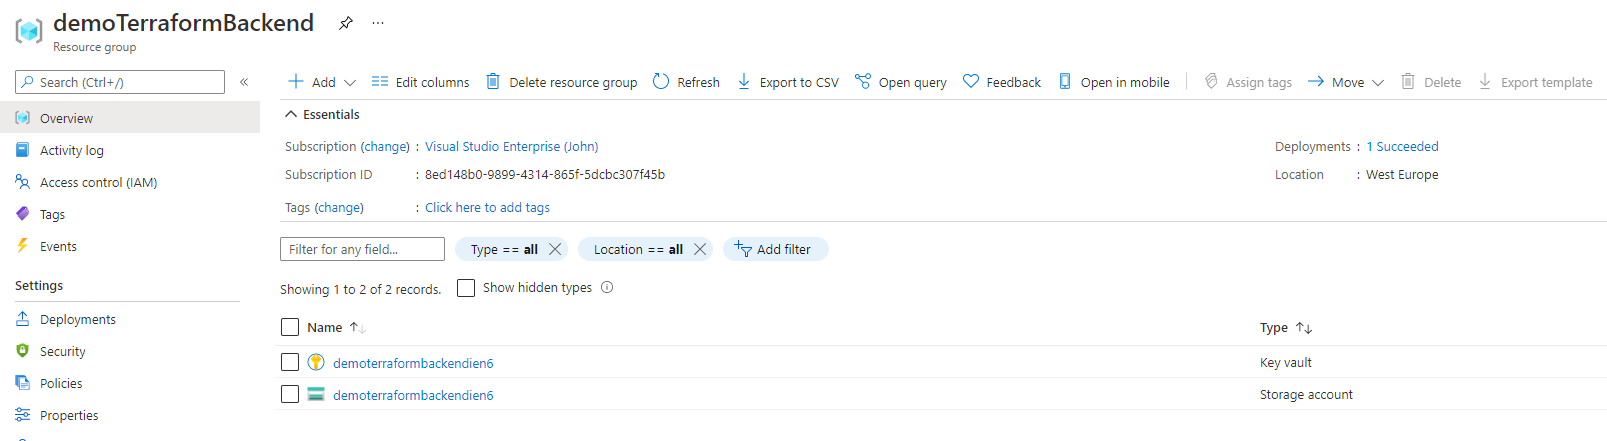 demoTerraformBackend
Resource group
Search (Ctrl+/)
«
Overview
Activity log
Access control (IAM)
Tags
Events
Settings
Deployments
Security
Policies
Properties
Add Edit columns Delete resource group Refresh Export to CSV Open query Feedback Open in mobile Assign tags Move Delete Export template
Essentials
Subscription (change) : Visual Studio Enterprise (John) Deployments : 1 Succeeded
Subscription ID : 8ed148b0-9899-4314-865f-5dcbc307f45b Location : West Europe
Tags (change) : Click here to add tags
Filter for any field... Type == all Location == all Add filter
Showing 1 to 2 of 2 records. Show hidden types
Name ↑↓ Type ↑↓
demoterraformbackendien6 Key vault
demoterraformbackendien6 Storage account